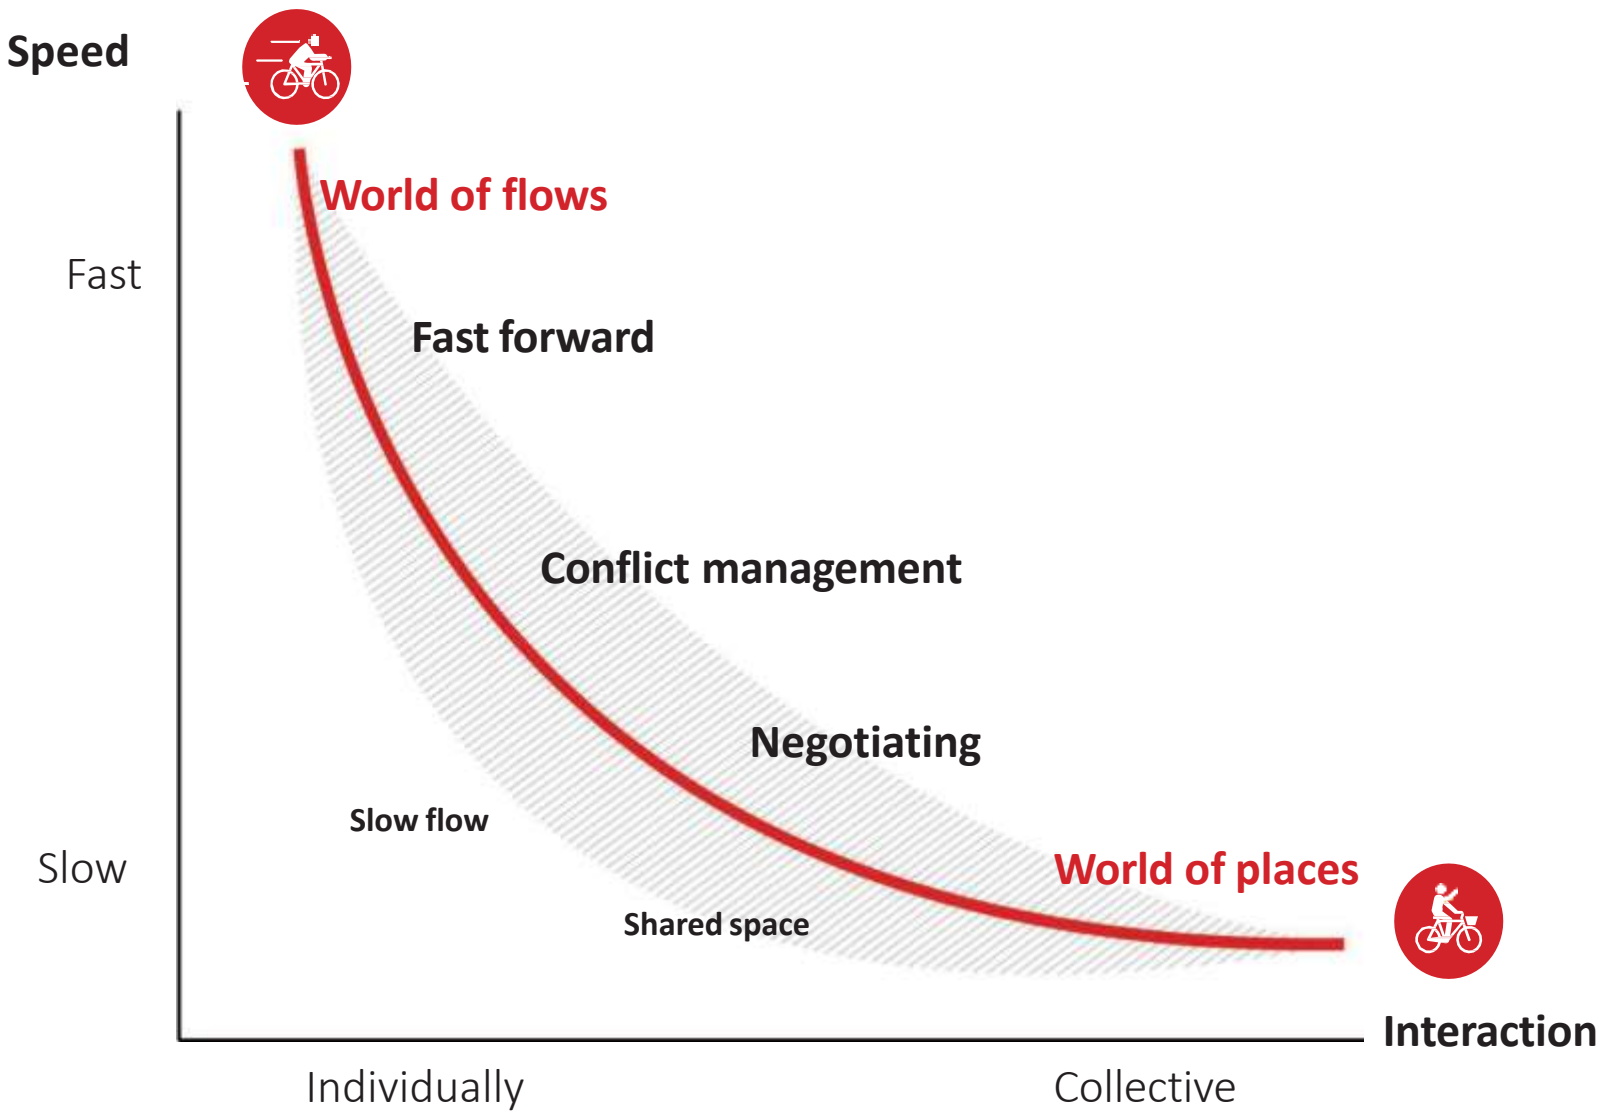 Speed
World of flows
Fast
Fast forward
Conflict management
Negotiating
Slow flow
Slow
World of places
Shared space
Interaction
Individually
Collective